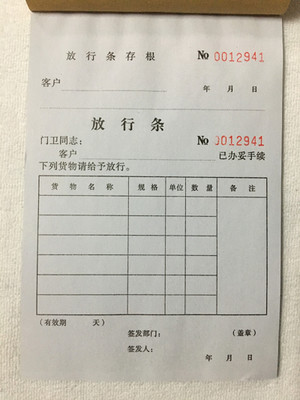 放行条存根 № 0012941
客户 年 月 日
放行条
门卫同志： № 0012941
客户 已办妥手续
下列货物请给予放行。
货物名称 规格 单位 数量 备注
（有效期 天）
签发部门： （盖章）
签发人： 年 月 日